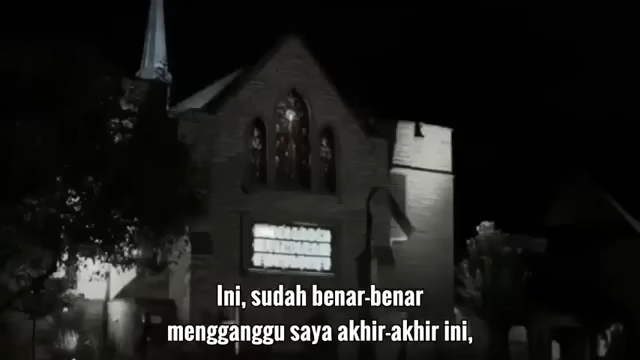 Ini, sudah benar-benar
mengganggu saya akhir-akhir ini,